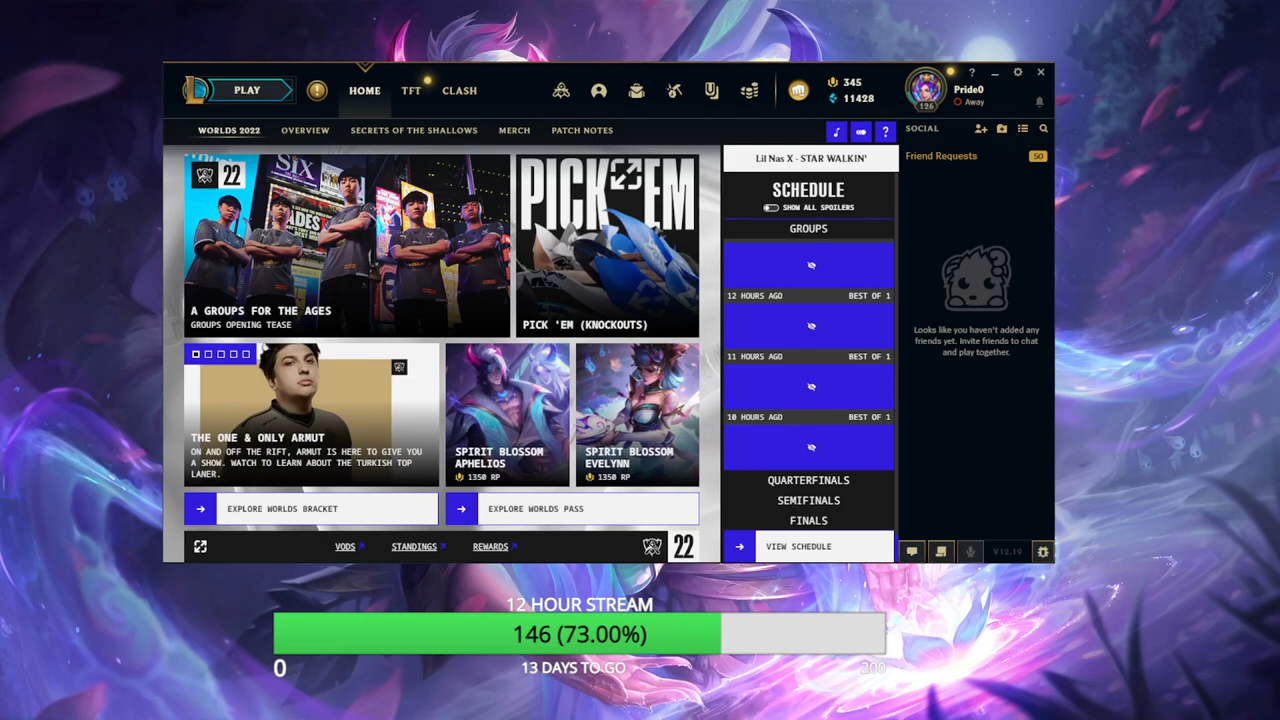 PLAY
HOME
TFT
CLASH
345
11428
126
Pride0
Away
WORLDS 2022
OVERVIEW
SECRETS OF THE SHALLOWS
MERCH
PATCH NOTES
?
?
SOCIAL
Friend Requests
50
Looks like you haven't added any
friends yet. Invite friends to chat
and play together.
V12.19
22
SIX
A GROUPS FOR THE AGES
GROUPS OPENING TEASE
PICK 'EM
PICK 'EM (KNOCKOUTS)
THE ONE & ONLY ARMUT
ON AND OFF THE RIFT, ARMUT IS HERE TO GIVE YOU
A SHOW. WATCH TO LEARN ABOUT THE TURKISH TOP
LANER.
SPIRIT BLOSSOM
APHELIOS
1350 RP
SPIRIT BLOSSOM
EVELYNN
1350 RP
EXPLORE WORLDS BRACKET
EXPLORE WORLDS PASS
VODS
STANDINGS
REWARDS
22
Lil Nas X - STAR WALKIN'
SCHEDULE
SHOW ALL SPOILERS
GROUPS
12 HOURS AGO BEST OF 1
11 HOURS AGO BEST OF 1
10 HOURS AGO BEST OF 1
QUARTERFINALS
SEMIFINALS
FINALS
VIEW SCHEDULE
12 HOUR STREAM
146 (73.00%)
0
13 DAYS TO GO
200